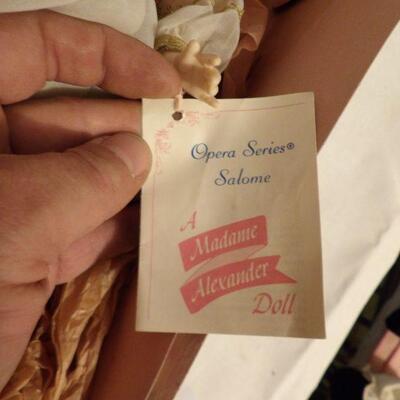 Opera Series®
Salome
A
Madame
Alexander
Doll